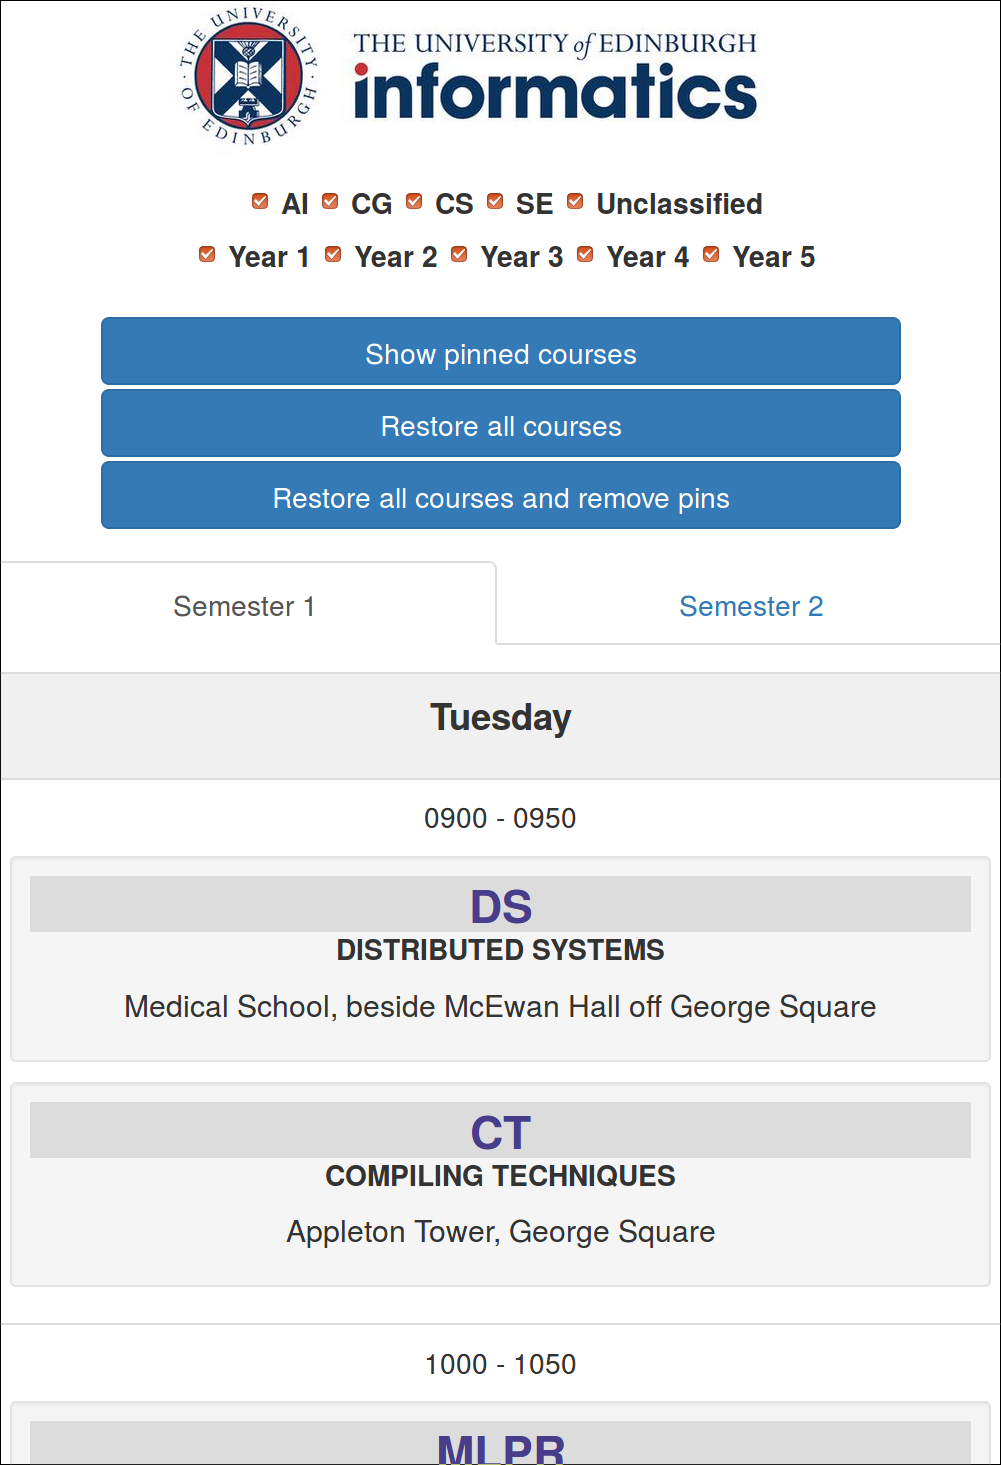 THE UNIVERSITY OF EDINBURGH
THE UNIVERSITY of EDINBURGH
informatics
AI CG CS SE Unclassified
Year 1 Year 2 Year 3 Year 4 Year 5
Show pinned courses
Restore all courses
Restore all courses and remove pins
Semester 1 Semester 2
Tuesday
0900 - 0950
DS
DISTRIBUTED SYSTEMS
Medical School, beside McEwan Hall off George Square
CT
COMPILING TECHNIQUES
Appleton Tower, George Square
1000 - 1050
MLPR